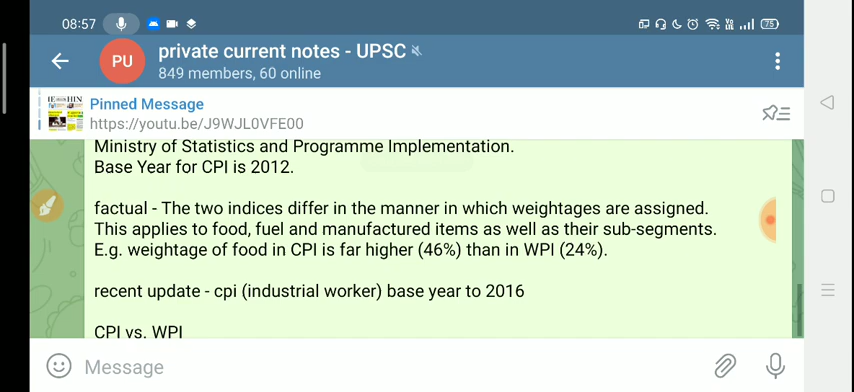 08:57
75
PU
private current notes - UPSC
849 members, 60 online
Pinned Message
https://youtu.be/J9WJL0VFE00
Ministry of Statistics and Programme Implementation.
Base Year for CPI is 2012.
factual - The two indices differ in the manner in which weightages are assigned.
This applies to food, fuel and manufactured items as well as their sub-segments.
E.g. weightage of food in CPI is far higher (46%) than in WPI (24%).
recent update - cpi (industrial worker) base year to 2016
CPI vs. WPI
Message